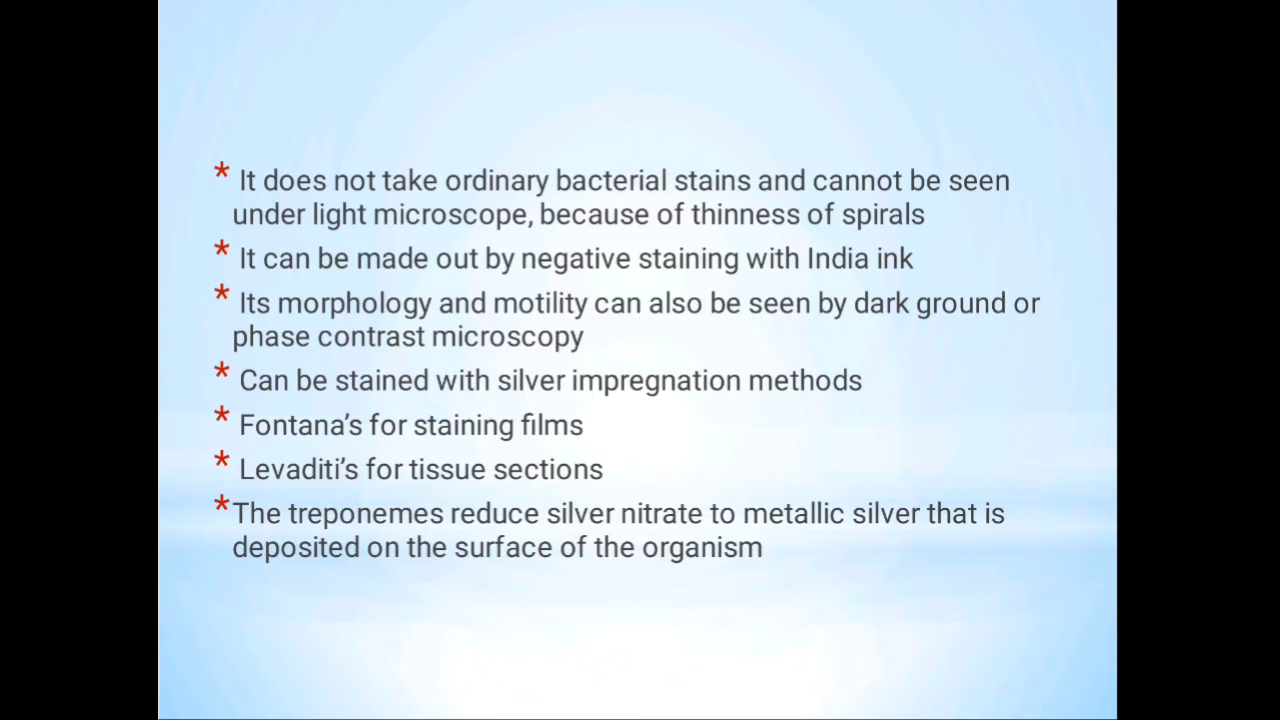 * It does not take ordinary bacterial stains and cannot be seen
under light microscope, because of thinness of spirals
* It can be made out by negative staining with India ink
* Its morphology and motility can also be seen by dark ground or
phase contrast microscopy
* Can be stained with silver impregnation methods
* Fontana’s for staining films
* Levaditi’s for tissue sections
*The treponemes reduce silver nitrate to metallic silver that is
deposited on the surface of the organism